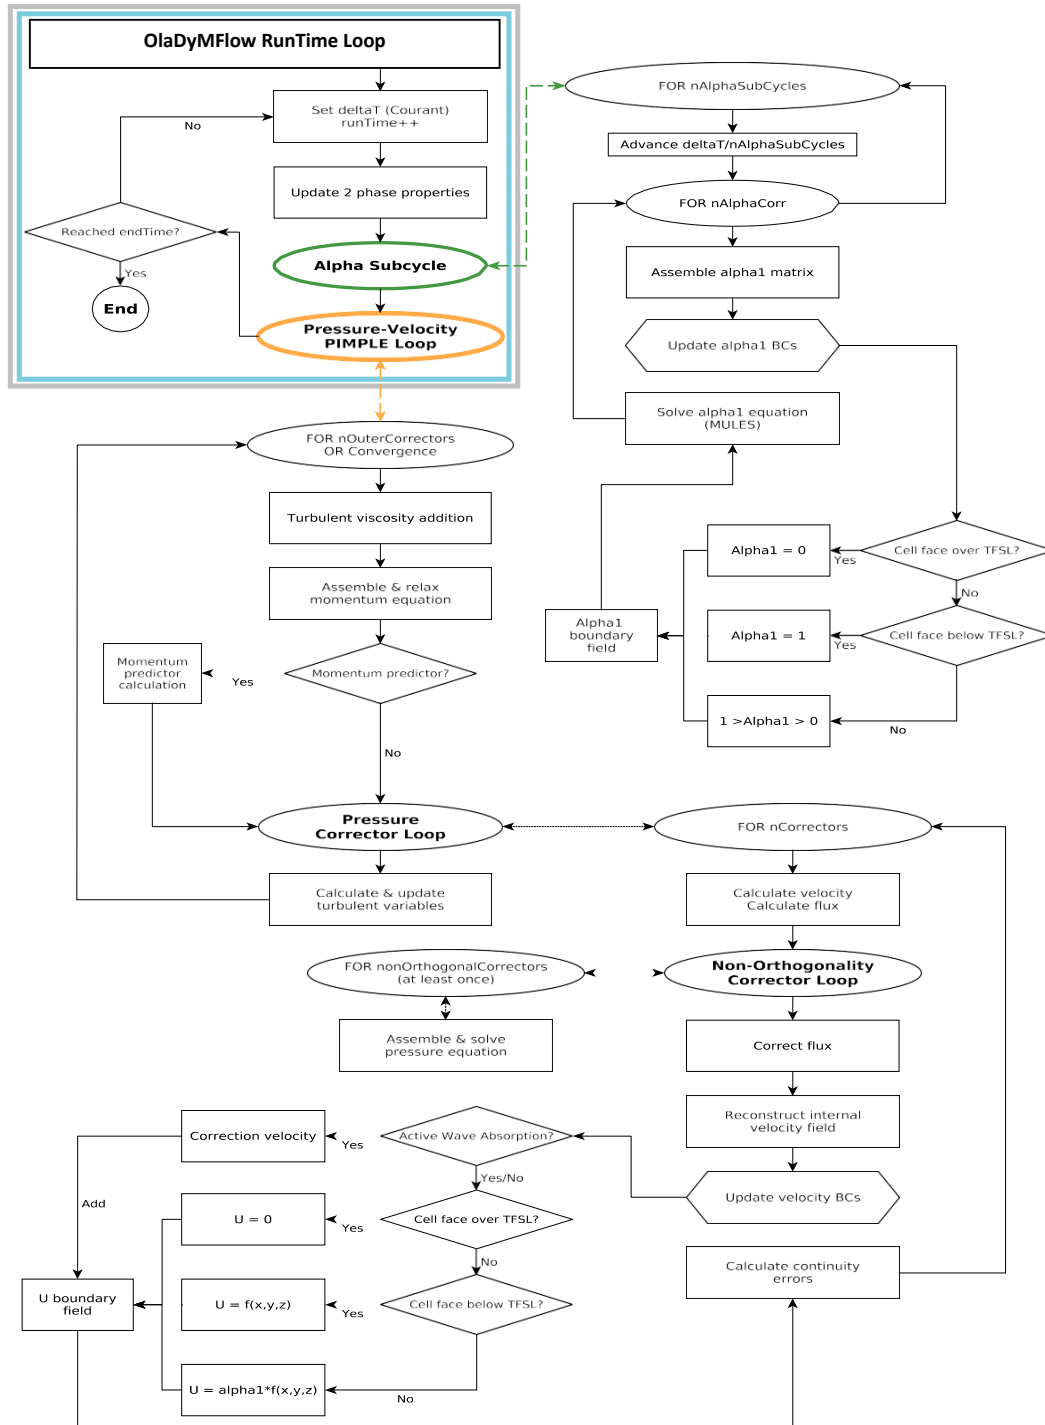 OlaDyMFlow RunTime Loop
Set deltaT (Courant)
runTime++
No
Update 2 phase properties
Reached endTime?
Alpha Subcycle
Yes
End
Pressure-Velocity
PIMPLE Loop
FOR nAlphaSubCycles
Advance deltaT/nAlphaSubCycles
FOR nAlphaCorr
Assemble alpha1 matrix
Update alpha1 BCs
Solve alpha1 equation
(MULES)
Cell face over TFSL?
Yes
Alpha1 = 0
No
Cell face below TFSL?
Yes
Alpha1 = 1
Alpha1
boundary
field
1 >Alpha1 > 0
No
FOR nOuterCorrectors
OR Convergence
Turbulent viscosity addition
Assemble & relax
momentum equation
Momentum predictor?
Yes
Momentum
predictor
calculation
No
Pressure
Corrector Loop
Calculate & update
turbulent variables
FOR nCorrectors
Calculate velocity
Calculate flux
Non-Orthogonality
Corrector Loop
FOR nonOrthogonalCorrectors
(at least once)
Assemble & solve
pressure equation
Correct flux
Reconstruct internal
velocity field
Update velocity BCs
Active Wave Absorption?
Yes
Correction velocity
Yes/No
Add
Cell face over TFSL?
Yes
U = 0
No
Cell face below TFSL?
Yes
U = f(x,y,z)
U boundary
field
No
U = alpha1*f(x,y,z)
Calculate continuity
errors